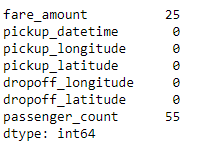 fare_amount 25
pickup_datetime 0
pickup_longitude 0
pickup_latitude 0
dropoff_longitude 0
dropoff_latitude 0
passenger_count 55
dtype: int64